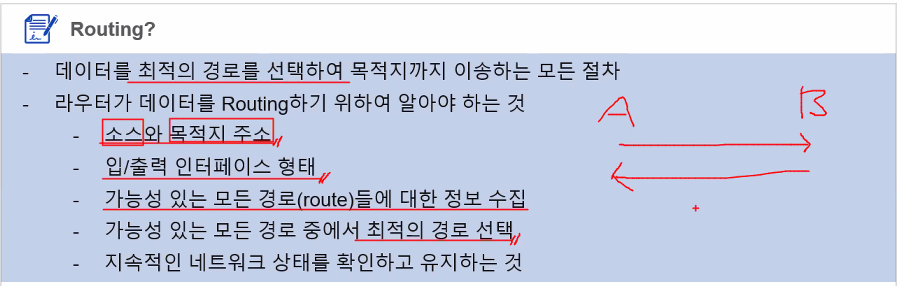 Routing?
- 데이터를 최적의 경로를 선택하여 목적지까지 이송하는 모든 절차
- 라우터가 데이터를 Routing하기 위하여 알아야 하는 것
- 소스와 목적지 주소
- 입/출력 인터페이스 형태
- 가능성 있는 모든 경로(route)들에 대한 정보 수집
- 가능성 있는 모든 경로 중에서 최적의 경로 선택
- 지속적인 네트워크 상태를 확인하고 유지하는 것
A B